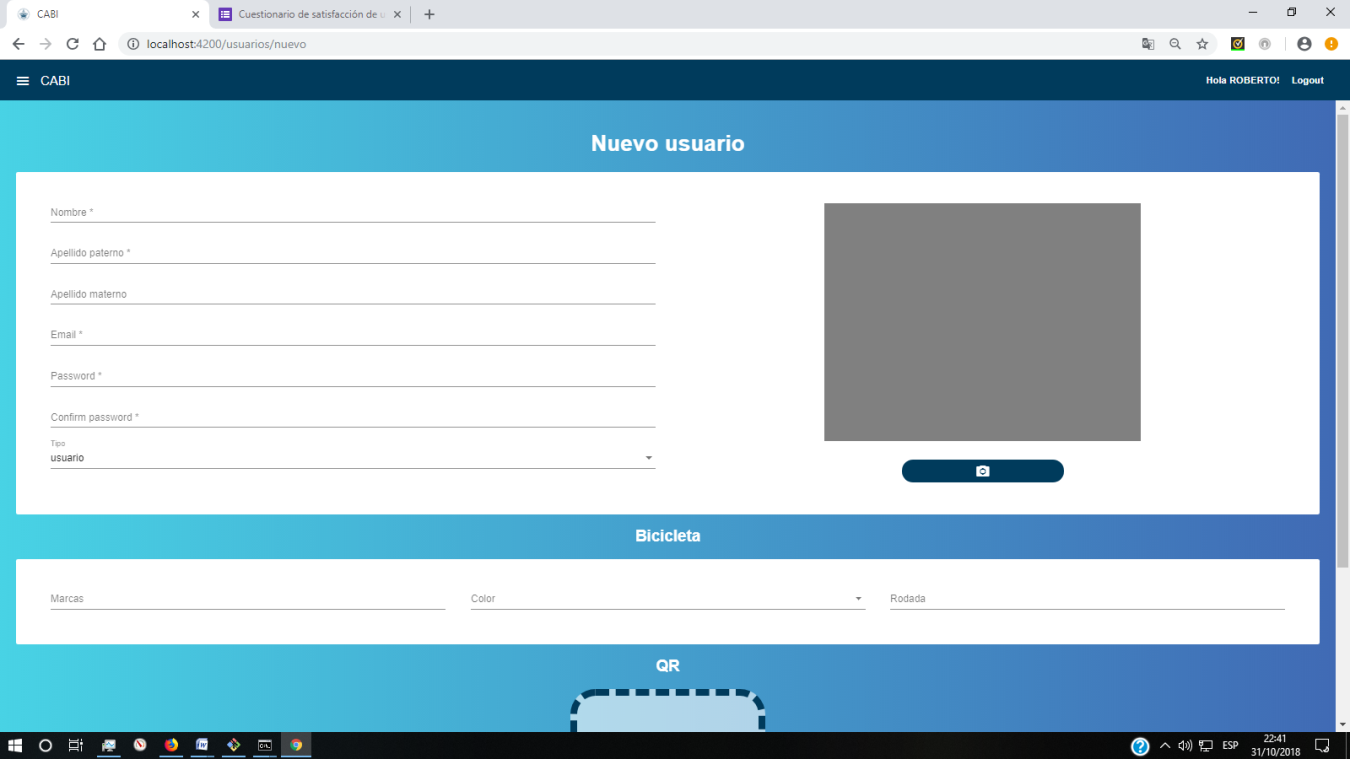 CABI
Cuestionario de satisfacción de u
localhost:4200/usuarios/nuevo
CABI
Hola ROBERTO! Logout
Nuevo usuario
Nombre *
Apellido paterno *
Apellido materno
Email *
Password *
Confirm password *
Tipo
usuario
Bicicleta
Marcas
Color
Rodada
QR
ESP
22:41
31/10/2018